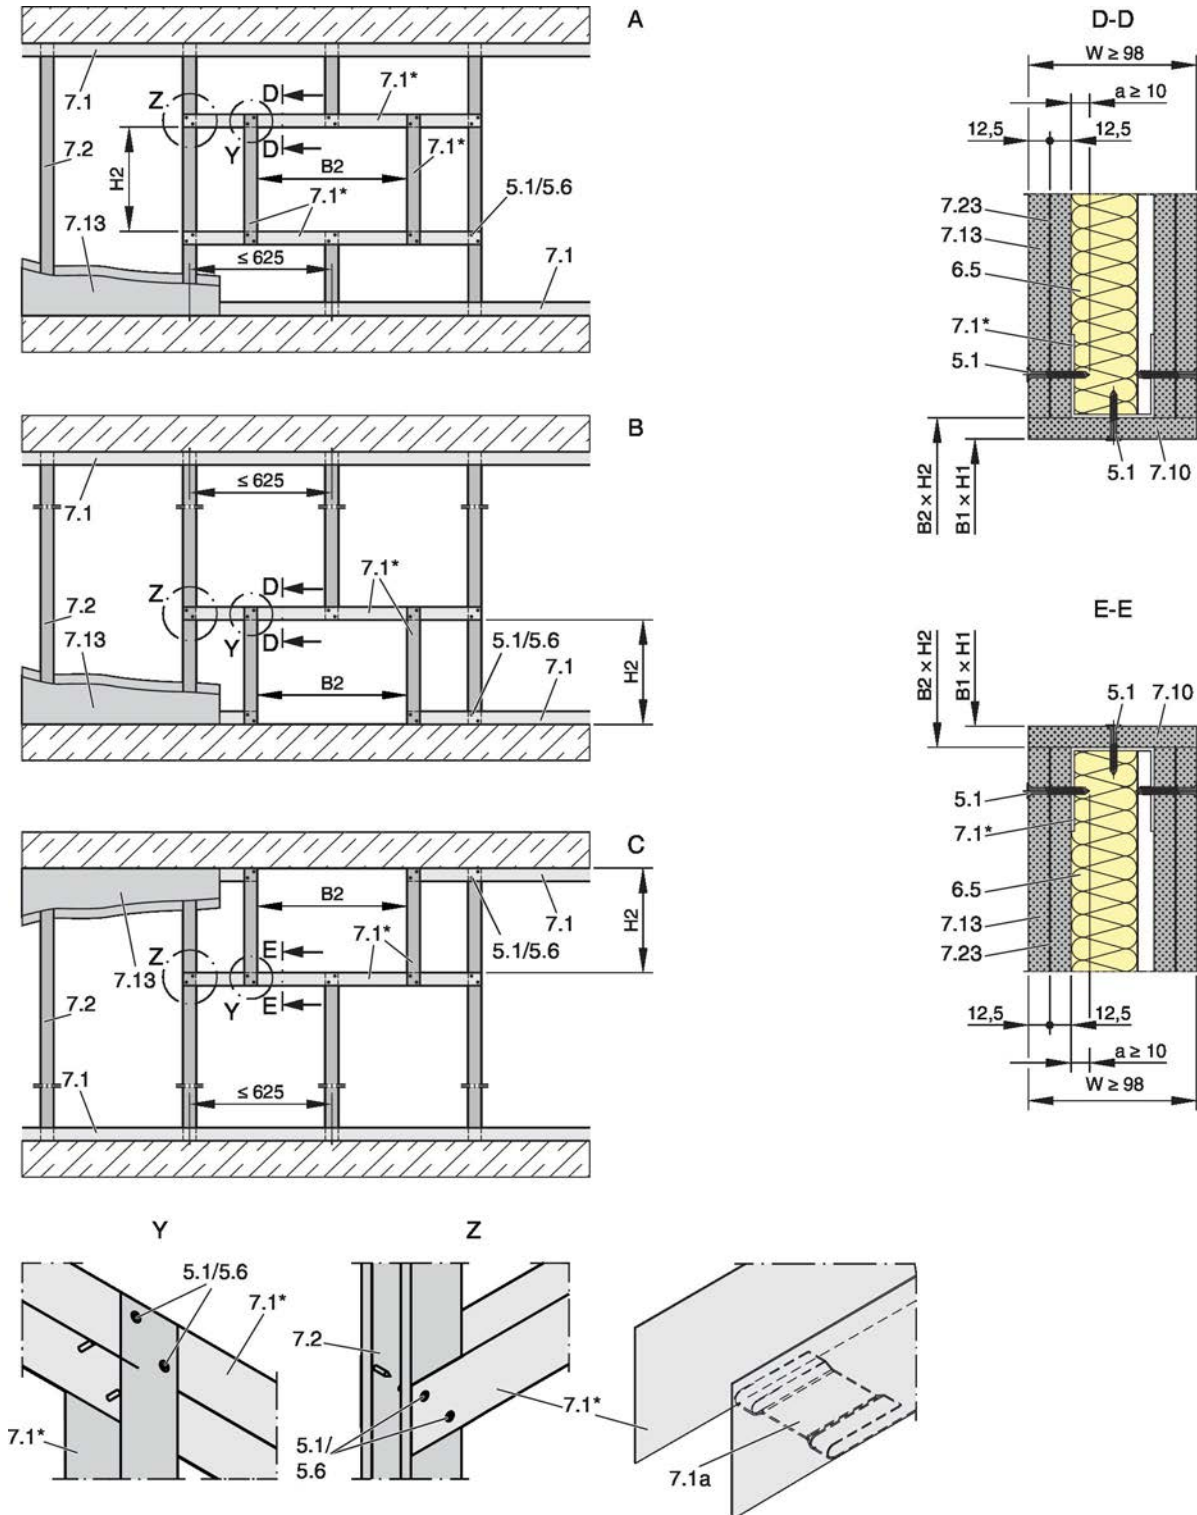 A
7.1
Z
D
7.1*
7.2
H2
Y
D
B2
7.1*
7.1*
5.1/5.6
7.13
≤ 625
7.1
B
7.1
≤ 625
Z
D
7.1*
7.2
Y
D
7.13
B2
5.1/5.6
7.1
H2
C
B2
7.1
H2
5.1/5.6
7.13
Z
E
7.1*
7.2
Y
E
7.1
≤ 625
D-D
W ≥ 98
a ≥ 10
12,5
12,5
7.23
7.13
6.5
7.1*
5.1
5.1
7.10
B2 × H2
B1 × H1
E-E
B2 × H2
B1 × H1
5.1
7.10
5.1
7.1*
6.5
7.13
7.23
12,5
12,5
a ≥ 10
W ≥ 98
Y
5.1/5.6
7.1*
7.1*
Z
7.2
5.1/
5.6
7.1*
7.1a